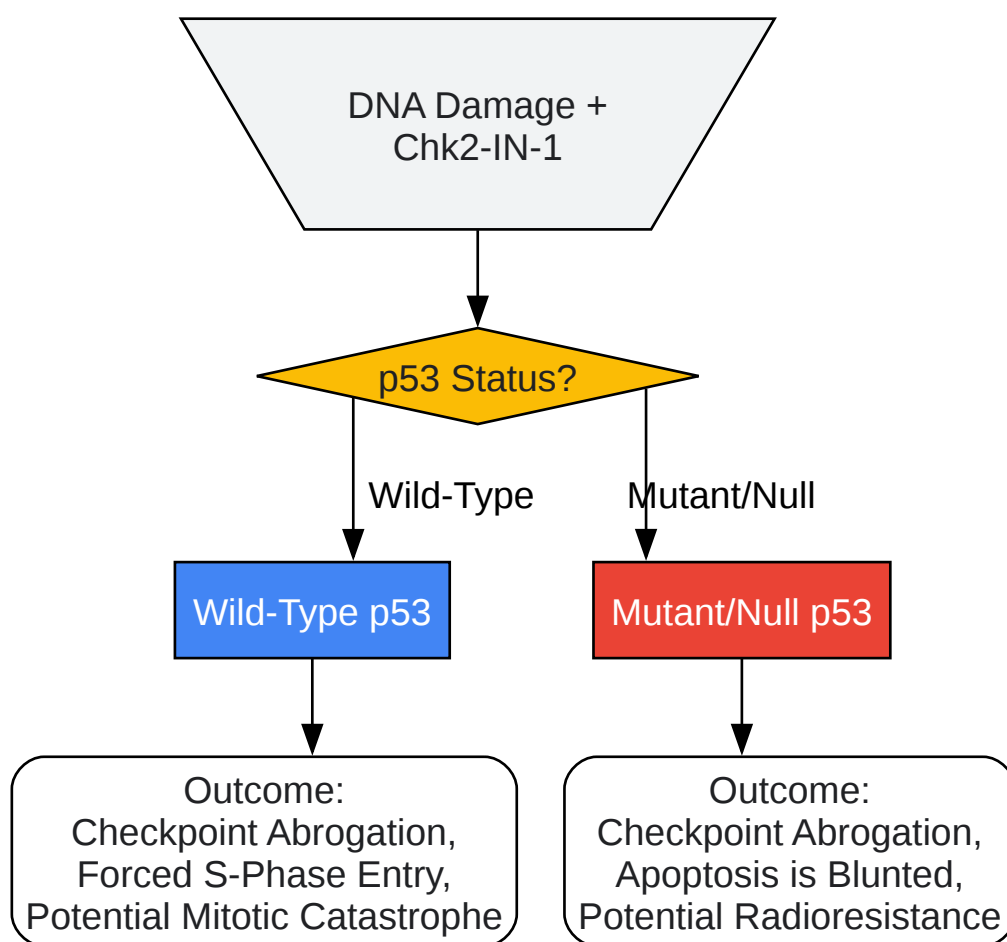 DNA Damage +
Chk2-IN-1
p53 Status?
Wild-Type
Mutant/Null
Wild-Type p53
Mutant/Null p53
Outcome:
Checkpoint Abrogation,
Forced S-Phase Entry,
Potential Mitotic Catastrophe
Outcome:
Checkpoint Abrogation,
Apoptosis is Blunted,
Potential Radioresistance